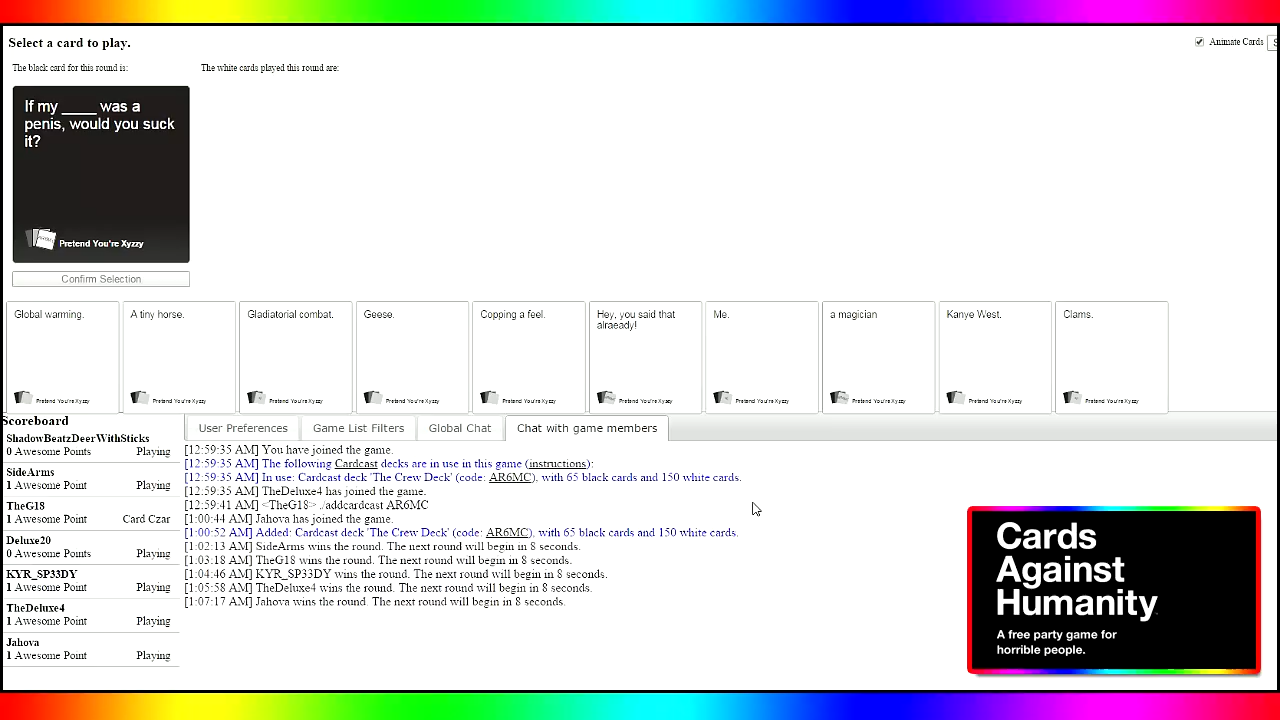 Select a card to play.
Animate Cards
The black card for this round is:
The white cards played this round are:
If my ____ was a
penis, would you suck
it?
Pretend You're Xyzzy
Confirm Selection
Global warming.
Pretend You're Xyzzy
A tiny horse.
Pretend You're Xyzzy
Gladiatorial combat.
Pretend You're Xyzzy
Geese.
Pretend You're Xyzzy
Copping a feel.
Pretend You're Xyzzy
Hey, you said that
alraeady!
Pretend You're Xyzzy
Me.
Pretend You're Xyzzy
a magician
Pretend You're Xyzzy
Kanye West.
Pretend You're Xyzzy
Clams.
Pretend You're Xyzzy
Scoreboard
ShadowBeatzDeerWithSticks
0 Awesome Points Playing
SideArms
1 Awesome Point Playing
TheG18
1 Awesome Point Card Czar
Deluxe20
0 Awesome Points Playing
KYR_SP33DY
1 Awesome Point Playing
TheDeluxe4
1 Awesome Point Playing
Jahova
1 Awesome Point Playing
User Preferences Game List Filters Global Chat Chat with game members
[12:59:35 AM] You have joined the game.
[12:59:35 AM] The following Cardcast decks are in use in this game (instructions):
[12:59:35 AM] In use: Cardcast deck 'The Crew Deck' (code: AR6MC), with 65 black cards and 150 white cards.
[12:59:35 AM] TheDeluxe4 has joined the game.
[12:59:41 AM] <TheG18> ./addcardcast AR6MC
[1:00:44 AM] Jahova has joined the game.
[1:00:52 AM] Added: Cardcast deck 'The Crew Deck' (code: AR6MC), with 65 black cards and 150 white cards.
[1:02:13 AM] SideArms wins the round. The next round will begin in 8 seconds.
[1:03:18 AM] TheG18 wins the round. The next round will begin in 8 seconds.
[1:04:46 AM] KYR_SP33DY wins the round. The next round will begin in 8 seconds.
[1:05:58 AM] TheDeluxe4 wins the round. The next round will begin in 8 seconds.
[1:07:17 AM] Jahova wins the round. The next round will begin in 8 seconds.
Cards
Against
Humanity
A free party game for
horrible people.